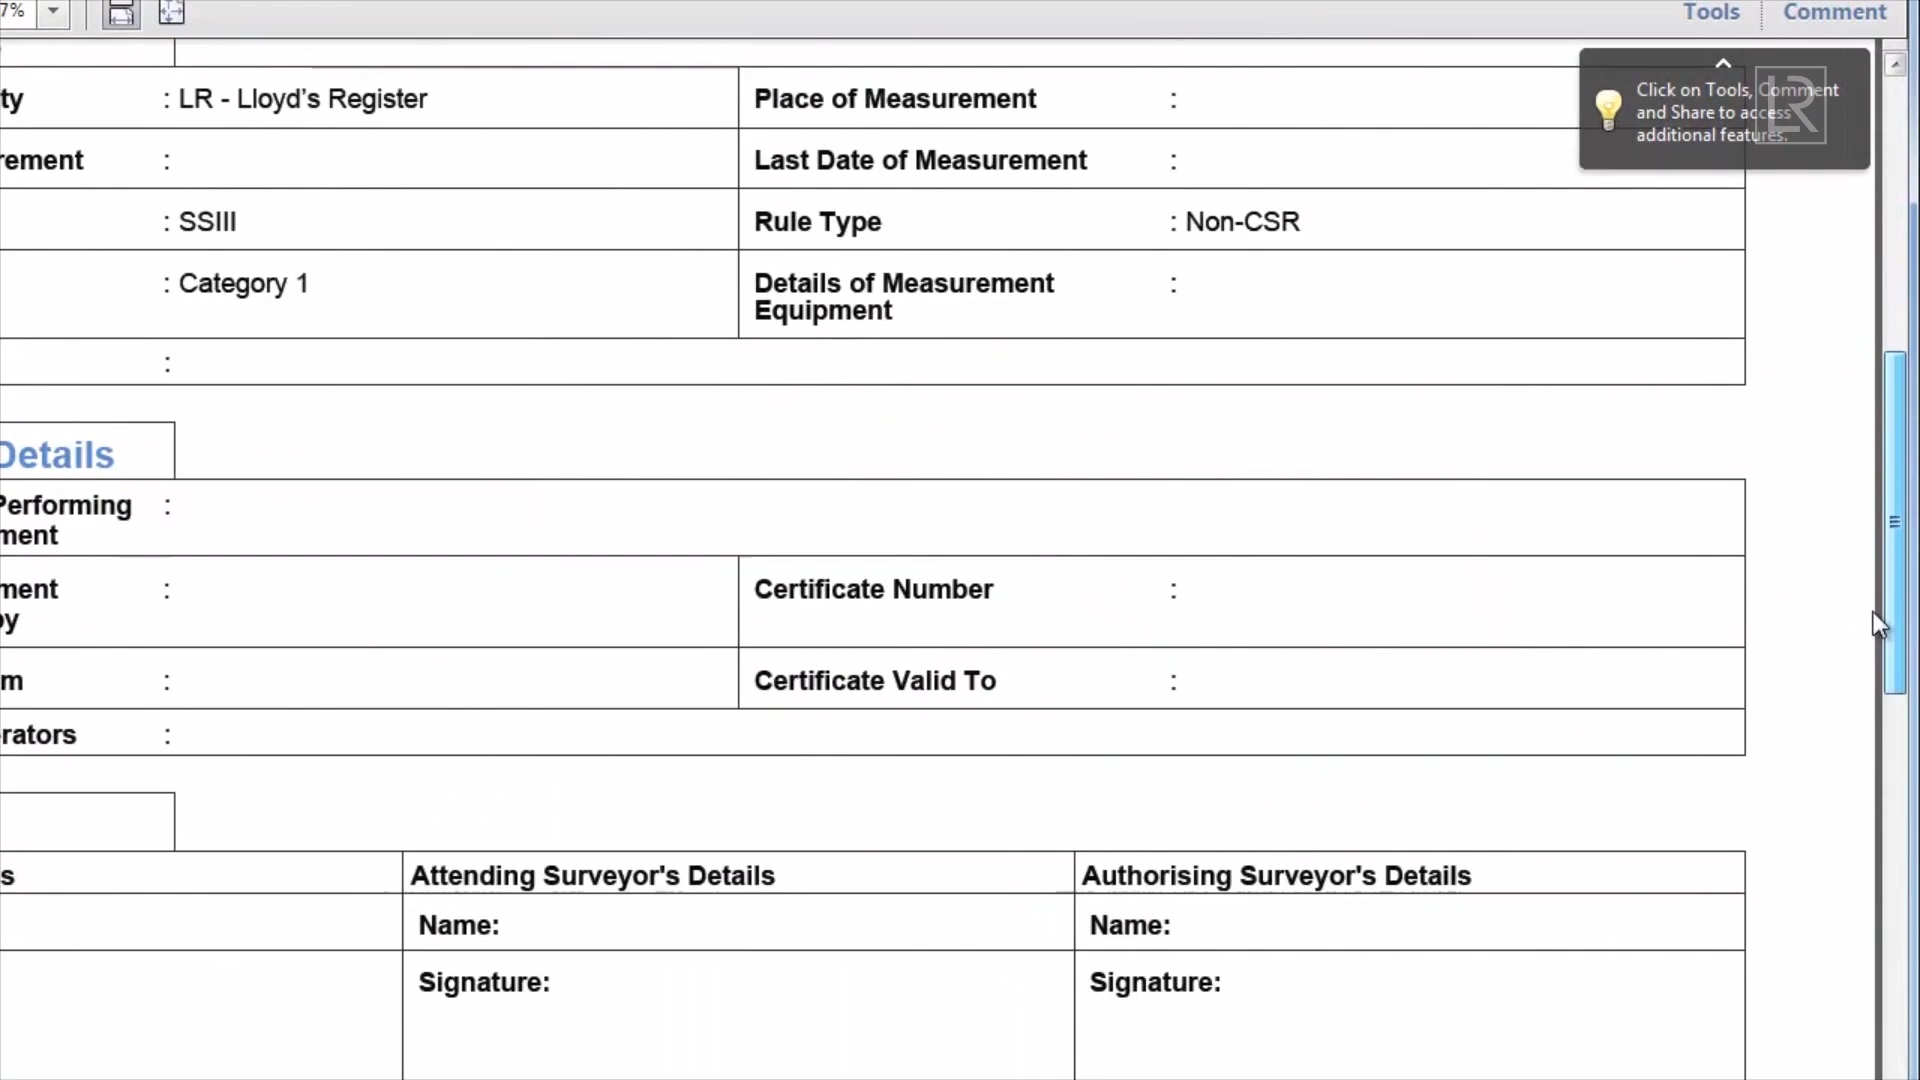 7%
Tools
Comment
ty : LR - Lloyd's Register Place of Measurement :
Click on Tools, Comment
and Share to access
additional features.
LR
rement : Last Date of Measurement :
: SSIII Rule Type : Non-CSR
: Category 1 Details of Measurement :
Equipment
:
Details
Performing :
ment
ment : Certificate Number :
by
m : Certificate Valid To :
rators :
s Attending Surveyor's Details Authorising Surveyor's Details
Name: Name:
Signature: Signature: